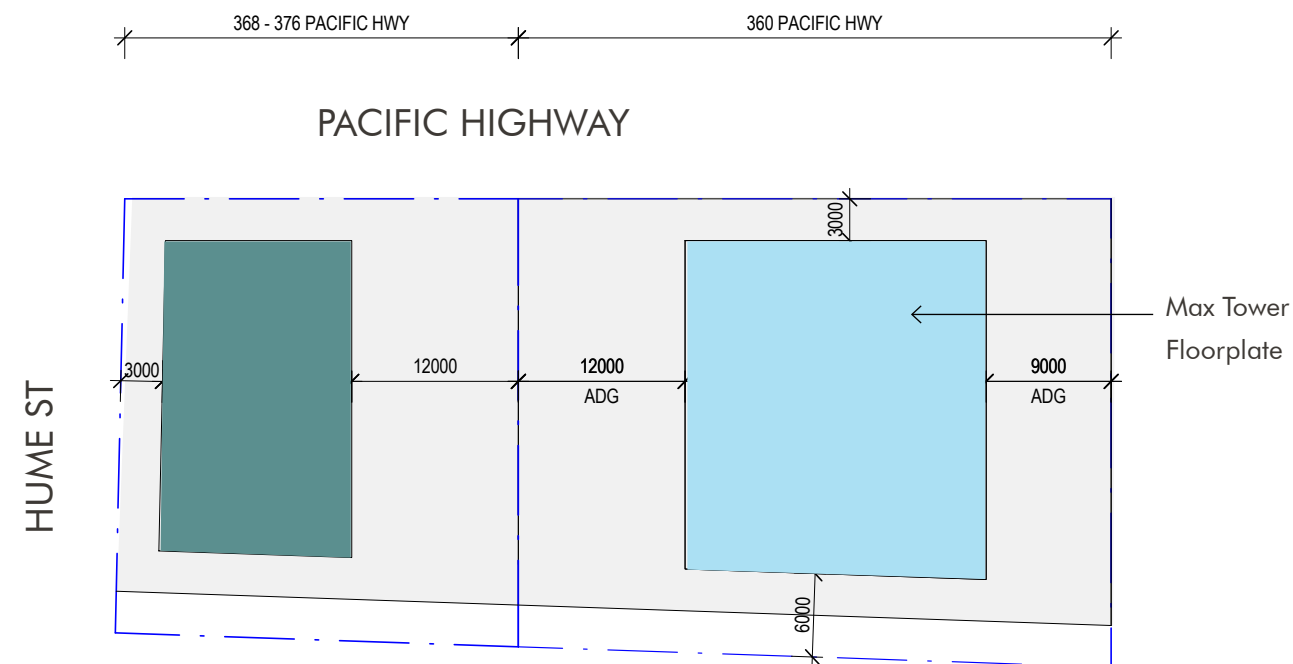 368 - 376 PACIFIC HWY
360 PACIFIC HWY
PACIFIC HIGHWAY
3000
Max Tower
Floorplate
3000
12000
12000
ADG
9000
ADG
HUME ST
6000